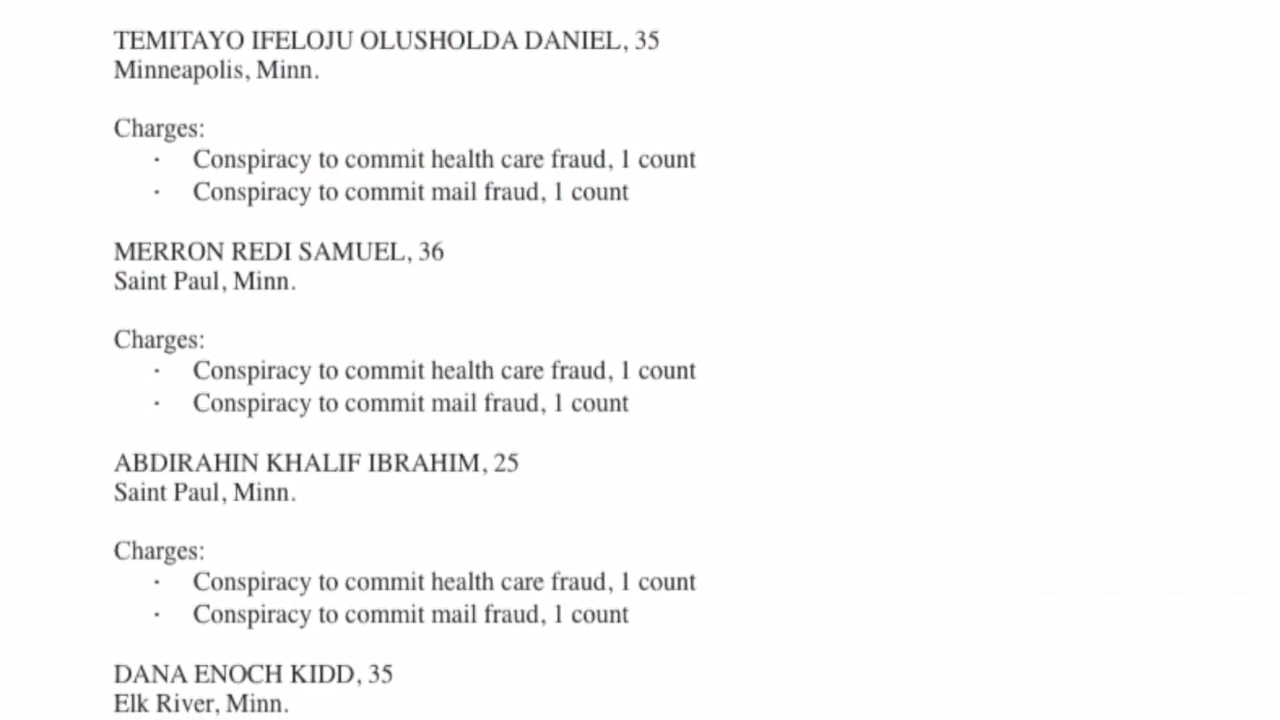 TEMITAYO IFELOJU OLUSHOLDA DANIEL, 35
Minneapolis, Minn.
Charges:
· Conspiracy to commit health care fraud, 1 count
· Conspiracy to commit mail fraud, 1 count
MERRON REDI SAMUEL, 36
Saint Paul, Minn.
Charges:
· Conspiracy to commit health care fraud, 1 count
· Conspiracy to commit mail fraud, 1 count
ABDIRAHIN KHALIF IBRAHIM, 25
Saint Paul, Minn.
Charges:
· Conspiracy to commit health care fraud, 1 count
· Conspiracy to commit mail fraud, 1 count
DANA ENOCH KIDD, 35
Elk River, Minn.